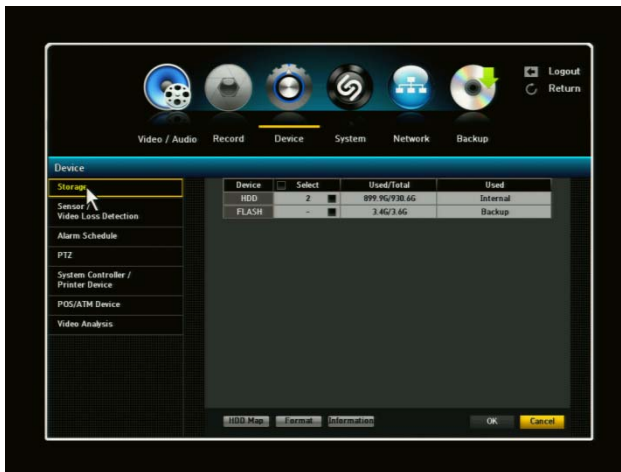 Logout
Return
Video / Audio Record Device System Network Backup
Device
Storage
Sensor /
Video Loss Detection
Alarm Schedule
PTZ
System Controller /
Printer Device
POS/ATM Device
Video Analysis
Device Select Used/Total Used
HDD 2 899.9G/930.6G Internal
FLASH - 3.4G/3.6G Backup
HDD Map Format Information OK Cancel